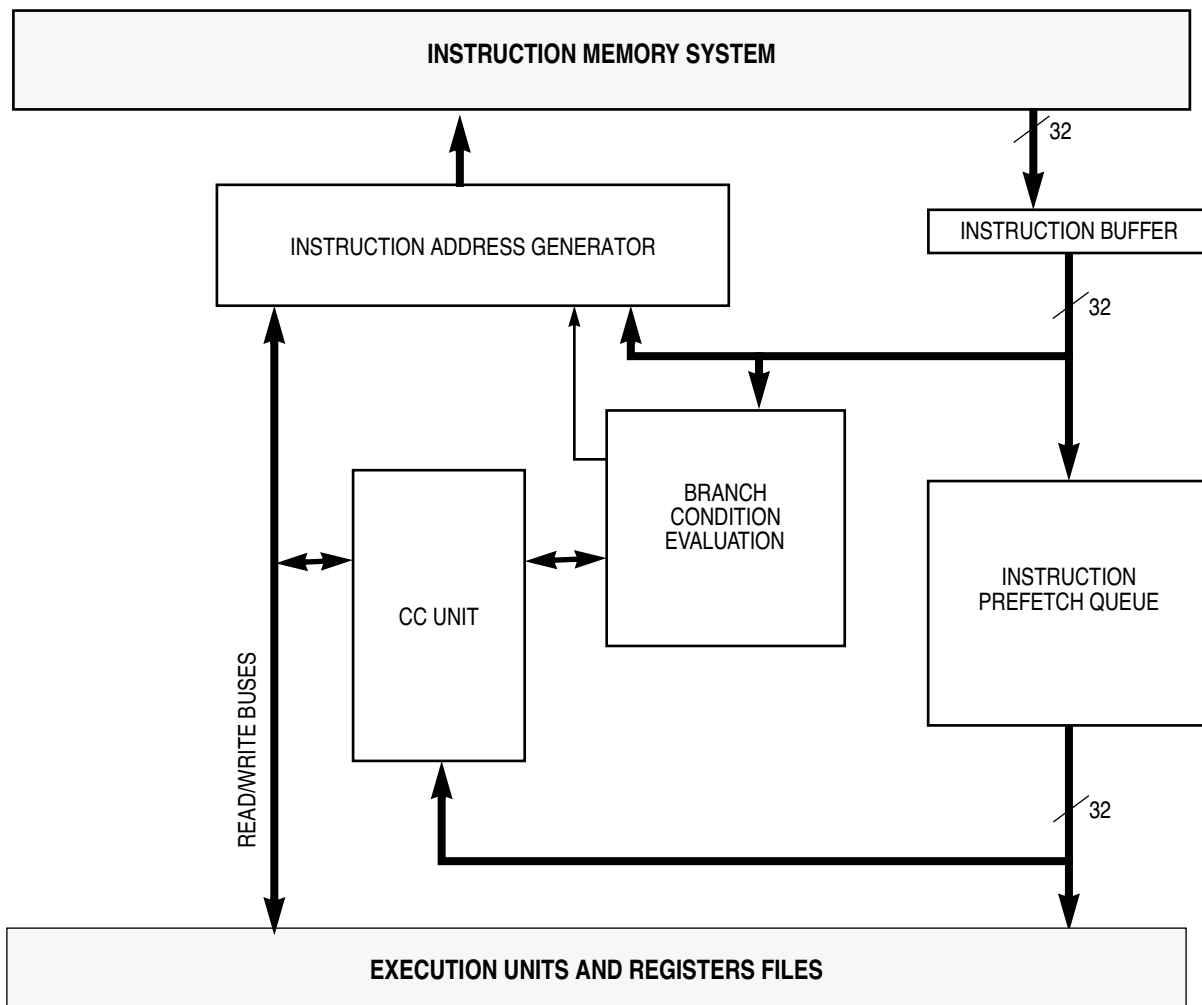 INSTRUCTION MEMORY SYSTEM
32
INSTRUCTION ADDRESS GENERATOR
INSTRUCTION BUFFER
32
BRANCH
CONDITION
EVALUATION
INSTRUCTION
PREFETCH QUEUE
CC UNIT
READ/WRITE BUSES
32
EXECUTION UNITS AND REGISTERS FILES